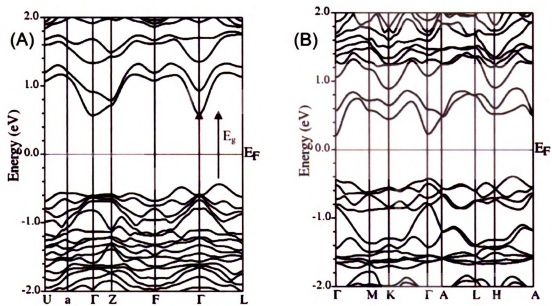 (A)
2.0
1.0
0.0
-1.0
-2.0
Energy (eV)
Eg
EF
U a Γ Z F Γ L
(B)
2.0
1.0
0.0
-1.0
-2.0
Energy (eV)
EF
Γ M K Γ A L H A